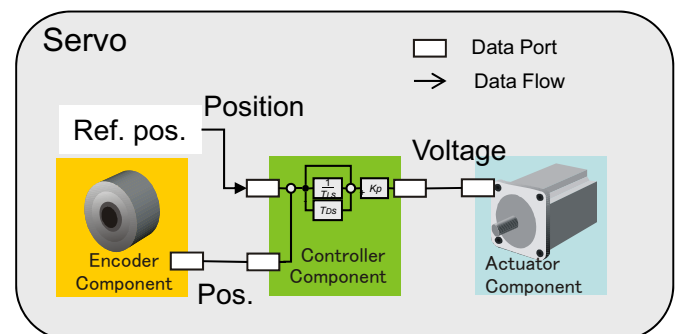 Servo
Data Port
Data Flow
Position
Ref. pos.
Voltage
1
TLs
TDs
Kp
Encoder
Component
Controller
Component
Actuator
Component
Pos.